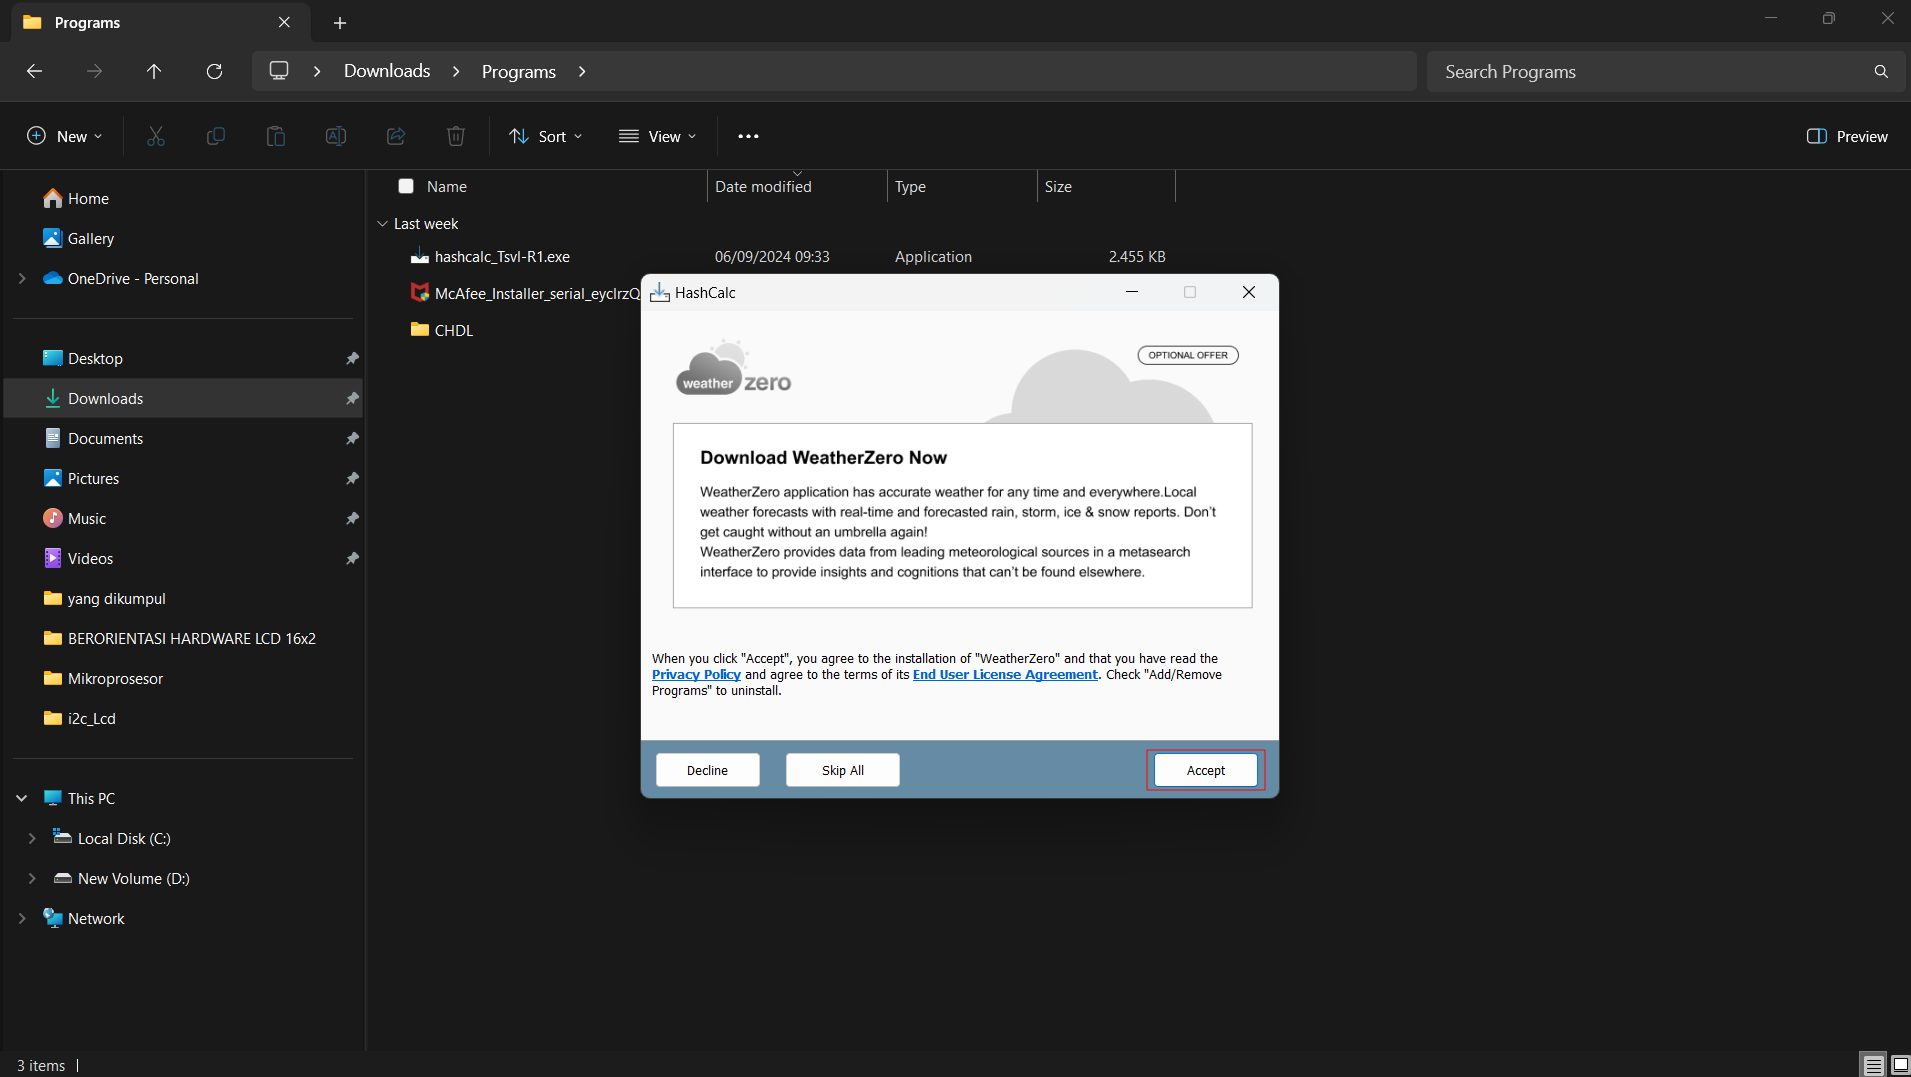 Programs
Downloads
Programs
Search Programs
New
Sort
View
Preview
Name
Date modified
Type
Size
Home
Gallery
OneDrive - Personal
Desktop
Downloads
Documents
Pictures
Music
Videos
yang dikumpul
BERORIENTASI HARDWARE LCD 16x2
Mikroprosesor
i2c_Lcd
This PC
Local Disk (C:)
New Volume (D:)
Network
Last week
hashcalc_Tsvl-R1.exe
06/09/2024 09:33
Application
2.455 KB
McAfee_Installer_serial_eyclrzQ
CHDL
HashCalc
weather zero
OPTIONAL OFFER
Download WeatherZero Now
WeatherZero application has accurate weather for any time and everywhere.Local
weather forecasts with real-time and forecasted rain, storm, ice & snow reports. Don't
get caught without an umbrella again!
WeatherZero provides data from leading meteorological sources in a metasearch
interface to provide insights and cognitions that can't be found elsewhere.
When you click "Accept", you agree to the installation of "WeatherZero" and that you have read the
Privacy Policy and agree to the terms of its End User License Agreement. Check "Add/Remove
Programs" to uninstall.
Decline
Skip All
Accept
3 items